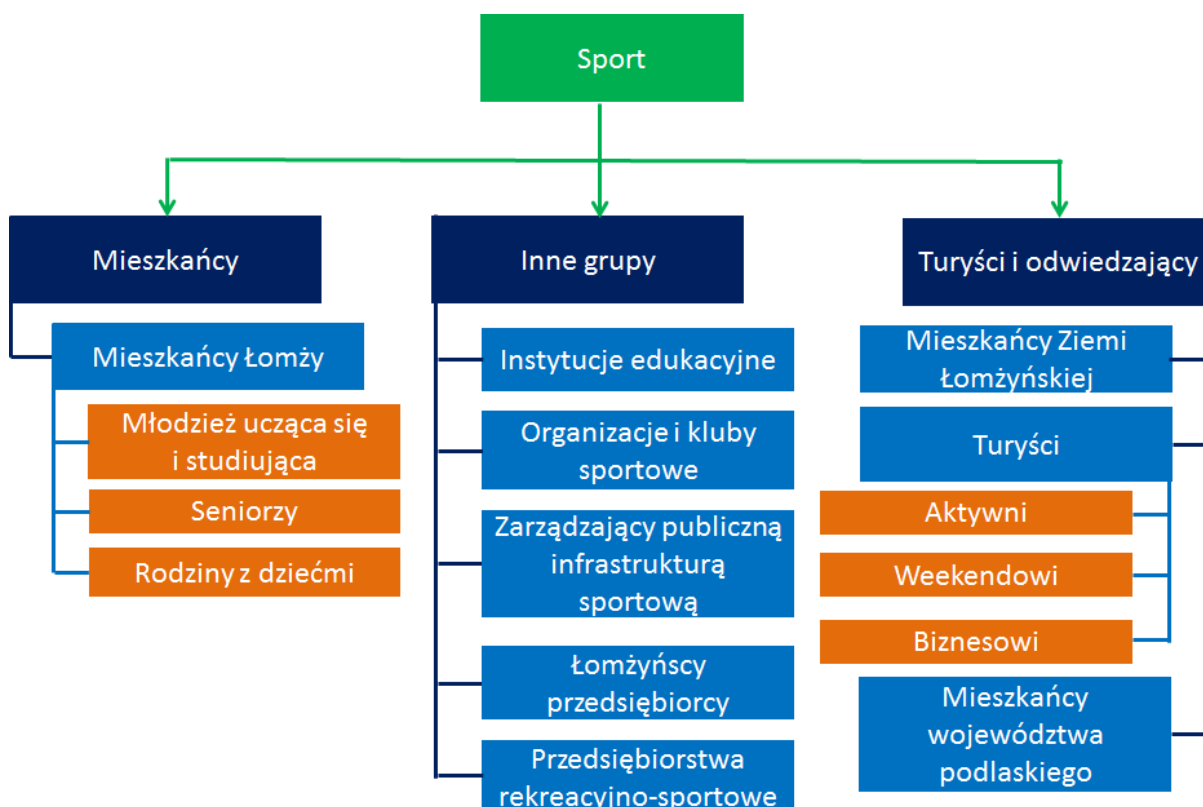 Sport
Mieszkańcy
Mieszkańcy Łomży
Młodzież ucząca się
i studiująca
Seniorzy
Rodziny z dziećmi
Inne grupy
Instytucje edukacyjne
Organizacje i kluby
sportowe
Zarządzający publiczną
infrastrukturą
sportową
Łomżyńscy
przedsiębiorcy
Przedsiębiorstwa
rekreacyjno-sportowe
Turyści i odwiedzający
Mieszkańcy Ziemi
Łomżyńskiej
Turyści
Aktywni
Weekendowi
Biznesowi
Mieszkańcy
województwa
podlaskiego